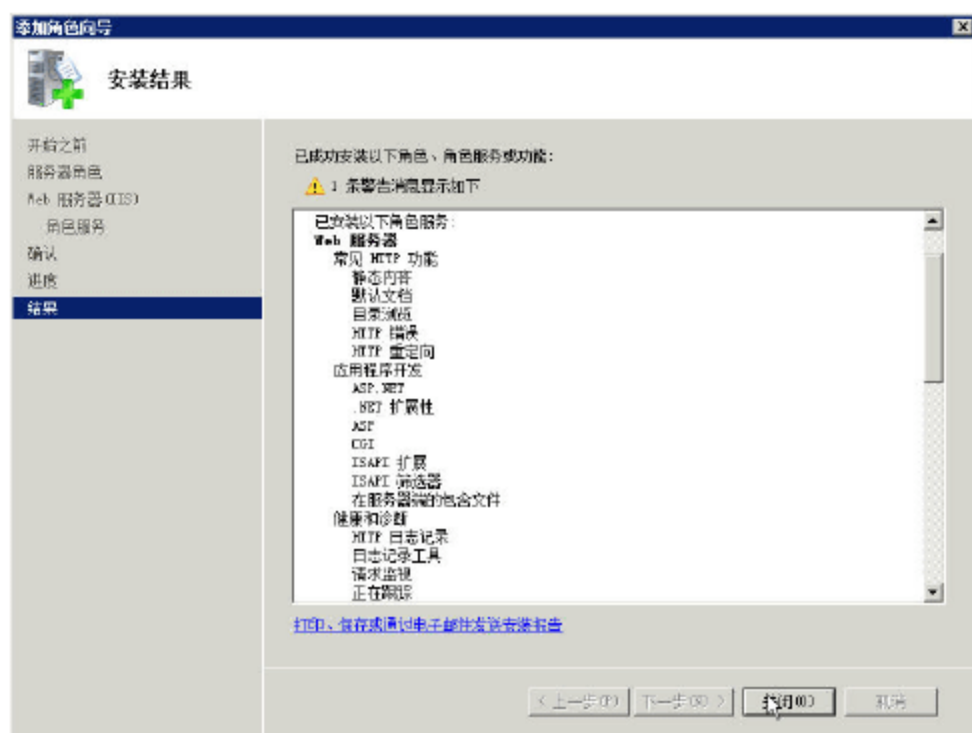 添加角色向导
安装结果
开始之前
服务器角色
Web 服务器(IIS)
角色服务
确认
进度
结果
已成功安装以下角色、角色服务或功能:
1 条警告消息显示如下
已安装以下角色服务:
Web 服务器
常见 HTTP 功能
静态内容
默认文档
目录浏览
HTTP 错误
HTTP 重定向
应用程序开发
ASP.NET
.NET 扩展性
ASP
CGI
ISAPI 扩展
ISAPI 筛选器
在服务器端的包含文件
健康和诊断
HTTP 日志记录
日志记录工具
请求监视
正在跟踪
打印、保存或通过电子邮件发送安装报告
< 上一步(P)
下一步(N) >
关闭(O)
取消